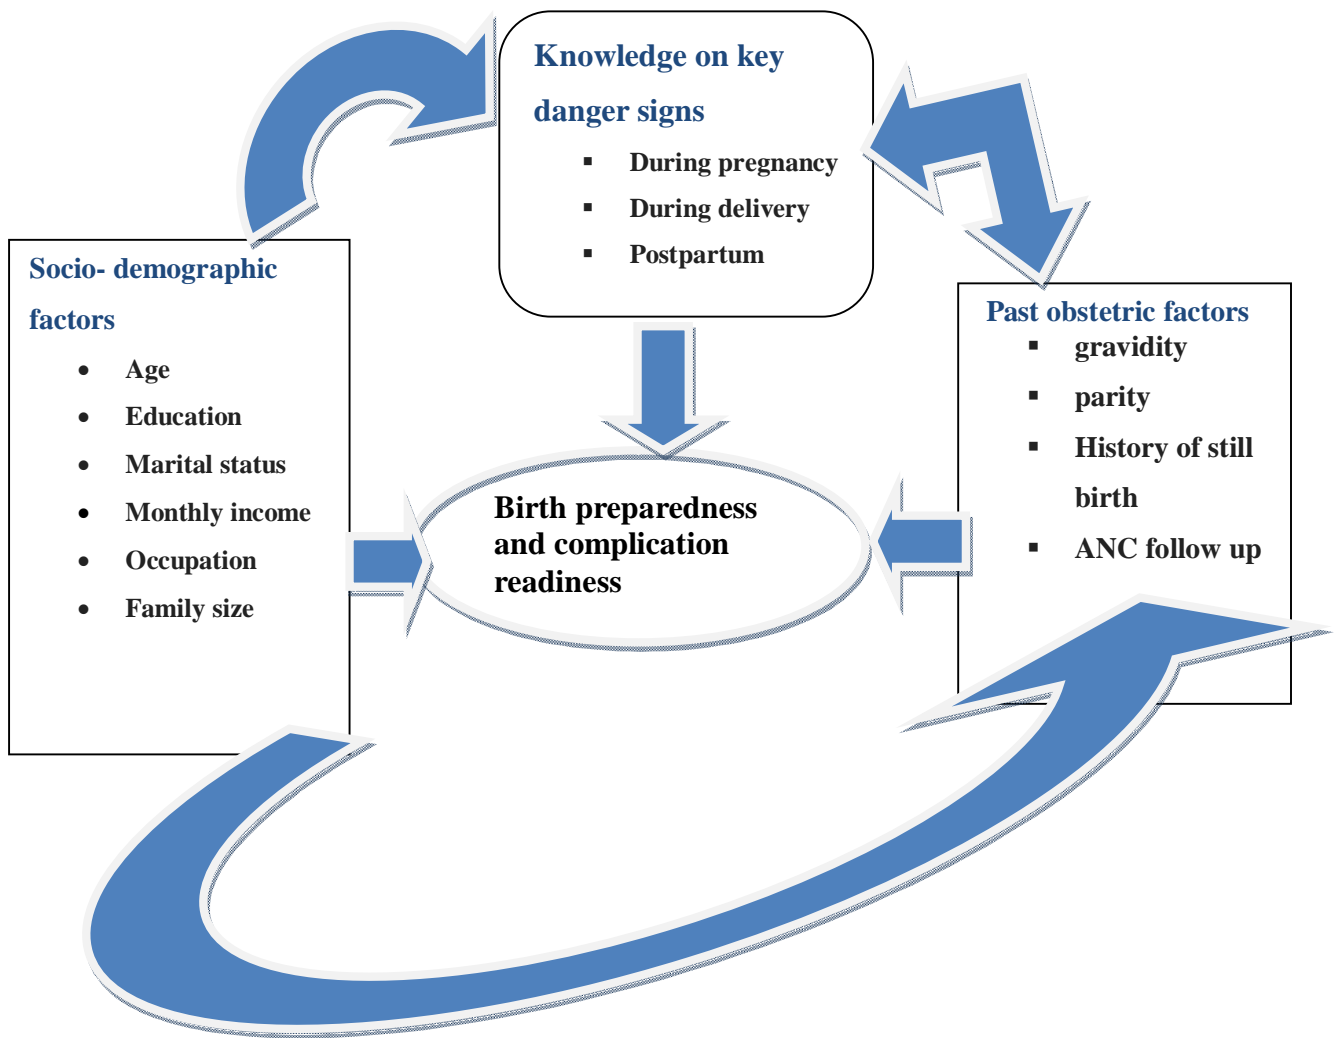 Knowledge on key
danger signs
▪ During pregnancy
▪ During delivery
▪ Postpartum
Socio- demographic
factors
• Age
• Education
• Marital status
• Monthly income
• Occupation
• Family size
Past obstetric factors
▪ gravidity
▪ parity
▪ History of still
birth
▪ ANC follow up
Birth preparedness
and complication
readiness